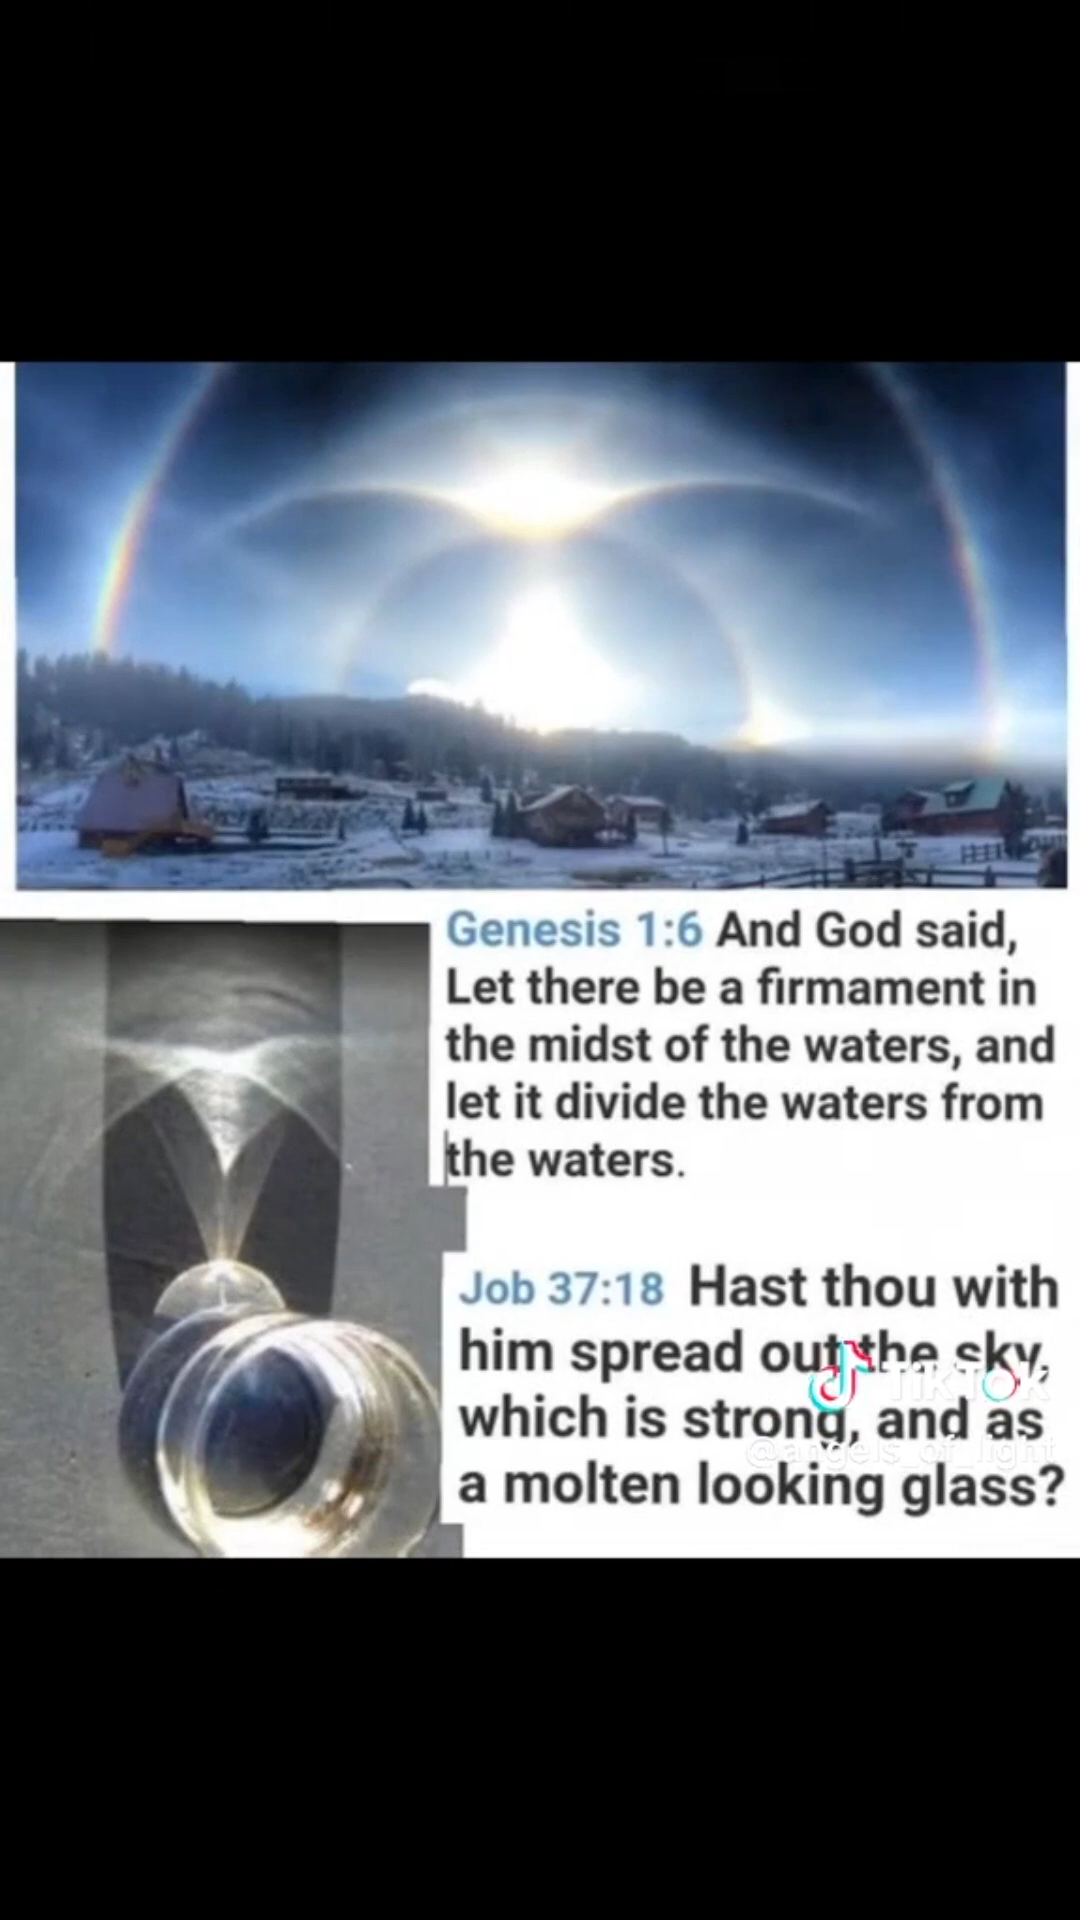 Genesis 1:6 And God said,
Let there be a firmament in
the midst of the waters, and
let it divide the waters from
the waters.
Job 37:18 Hast thou with
him spread out the sky,
which is strong, and as
a molten looking glass?
TikTok
@angels_of_light